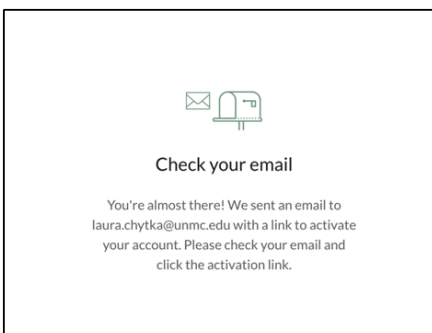 Check your email
You're almost there! We sent an email to
laura.chytka@unmc.edu with a link to activate
your account. Please check your email and
click the activation link.